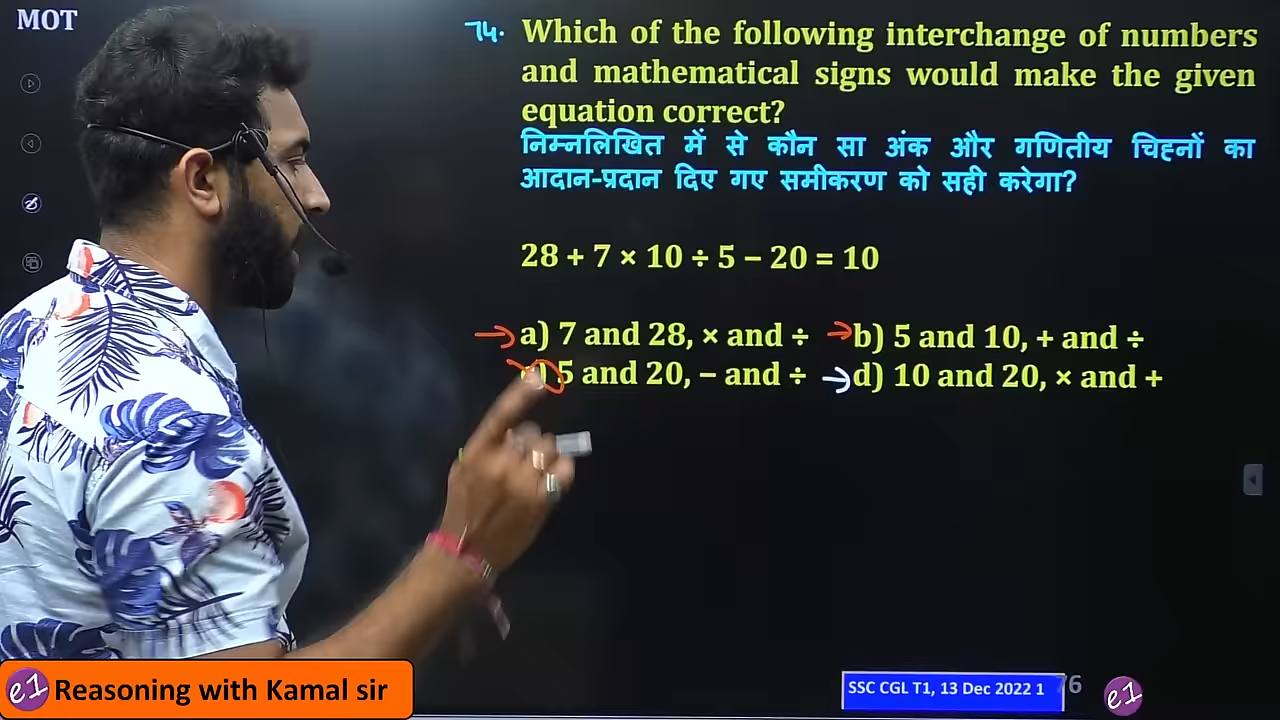 MOT
74. Which of the following interchange of numbers
and mathematical signs would make the given
equation correct?
निम्नलिखित में से कौन सा अंक और गणितीय चिह्नों का
आदान-प्रदान दिए गए समीकरण को सही करेगा?
28 + 7 × 10 ÷ 5 – 20 = 10
a) 7 and 28, × and ÷ b) 5 and 10, + and ÷
5 and 20, – and ÷ d) 10 and 20, × and +
e1 Reasoning with Kamal sir
SSC CGL T1, 13 Dec 2022 1 76 e1